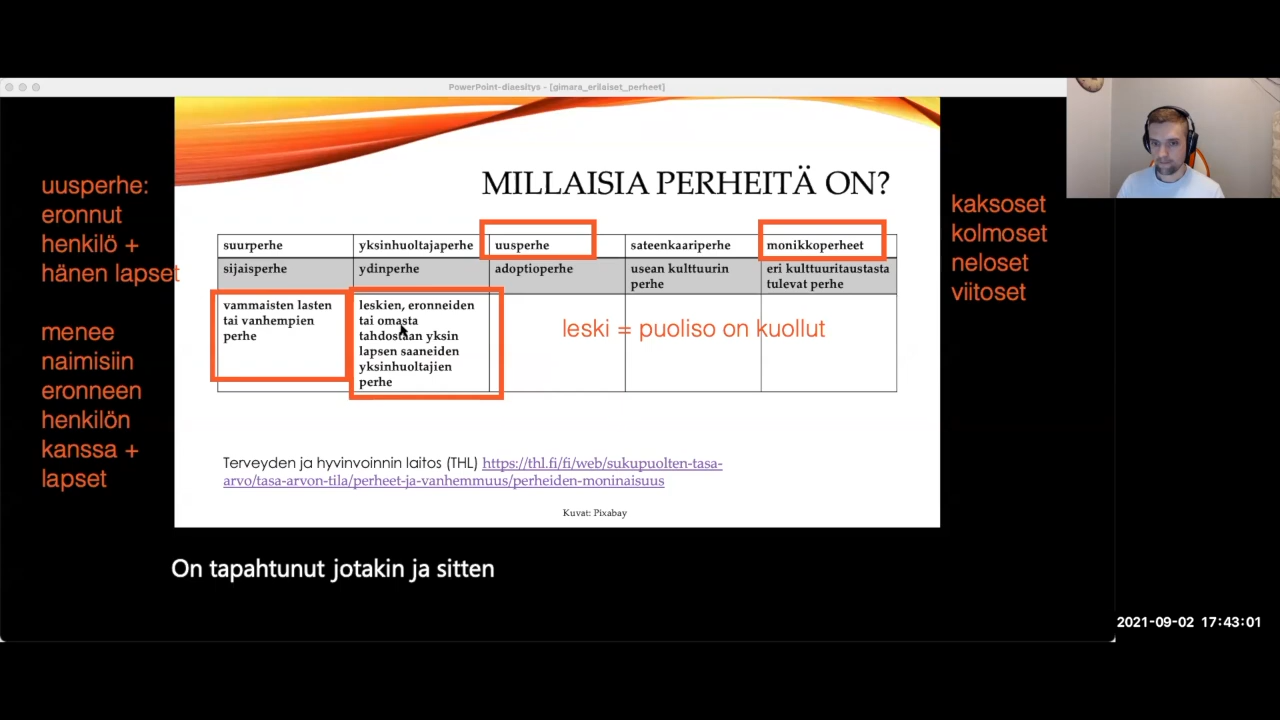 PowerPoint-diaesitys - [gimara_erilaiset_perheet]
uusperhe:
eronnut
henkilö +
hänen lapset
menee
naimisiin
eronneen
henkilön
kanssa +
lapset
MILLAISIA PERHEITÄ ON?
suurperhe
yksinhuoltajaperhe
uusperhe
sateenkaariperhe
monikkoperheet
sijaisperhe
ydinperhe
adoptioperhe
usean kulttuurin
perhe
eri kulttuuritaustasta
tulevat perhe
vammaisten lasten
tai vanhempien
perhe
leskien, eronneiden
tai omasta
tahdostaan yksin
lapsen saaneiden
yksinhuoltajien
perhe
leski = puoliso on kuollut
Terveyden ja hyvinvoinnin laitos (THL) https://thl.fi/fi/web/sukupuolten-tasa-
arvo/tasa-arvon-tila/perheet-ja-vanhemmuus/perheiden-moninaisuus
Kuvat: Pixabay
kaksoset
kolmoset
neloset
viitoset
On tapahtunut jotakin ja sitten
2021-09-02 17:43:01